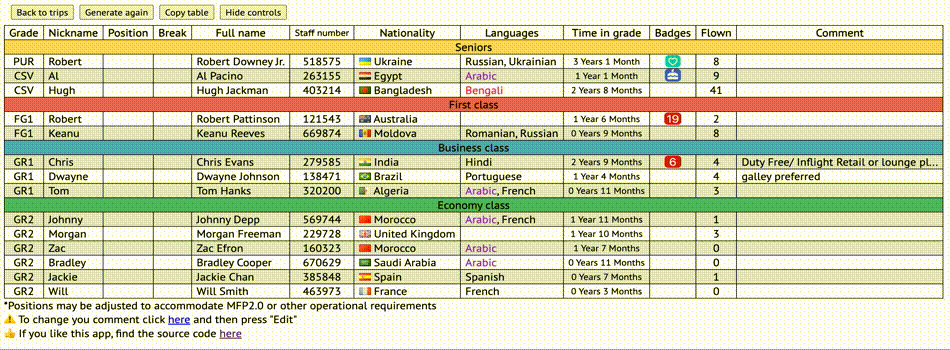 Back to trips Generate again Copy table Hide controls
Grade Nickname Position Break Full name Staff number Nationality Languages Time in grade Badges Flown Comment
Seniors
PUR Robert Robert Downey Jr. 518575 Ukraine Russian, Ukrainian 3 Years 1 Month 8
CSV Al Al Pacino 263155 Egypt Arabic 1 Year 1 Month 9
CSV Hugh Hugh Jackman 403214 Bangladesh Bengali 2 Years 8 Months 41
First class
FG1 Robert Robert Pattinson 121543 Australia 1 Year 6 Months 19 2
FG1 Keanu Keanu Reeves 669874 Moldova Romanian, Russian 0 Years 9 Months 8
Business class
GR1 Chris Chris Evans 279585 India Hindi 2 Years 9 Months 6 4 Duty Free/ Inflight Retail or lounge pl...
GR1 Dwayne Dwayne Johnson 138471 Brazil Portuguese 1 Year 4 Months 4 galley preferred
GR1 Tom Tom Hanks 320200 Algeria Arabic, French 0 Years 11 Months 3
Economy class
GR2 Johnny Johnny Depp 569744 Morocco Arabic, French 1 Year 11 Months 1
GR2 Morgan Morgan Freeman 229728 United Kingdom 1 Year 10 Months 3
GR2 Zac Zac Efron 160323 Morocco Arabic 1 Year 7 Months 0
GR2 Bradley Bradley Cooper 670629 Saudi Arabia Arabic 0 Years 11 Months 0
GR2 Jackie Jackie Chan 385848 Spain Spanish 0 Years 7 Months 1
GR2 Will Will Smith 463973 France French 0 Years 3 Months 0
*Positions may be adjusted to accommodate MFP2.0 or other operational requirements
To change you comment click here and then press "Edit"
If you like this app, find the source code here